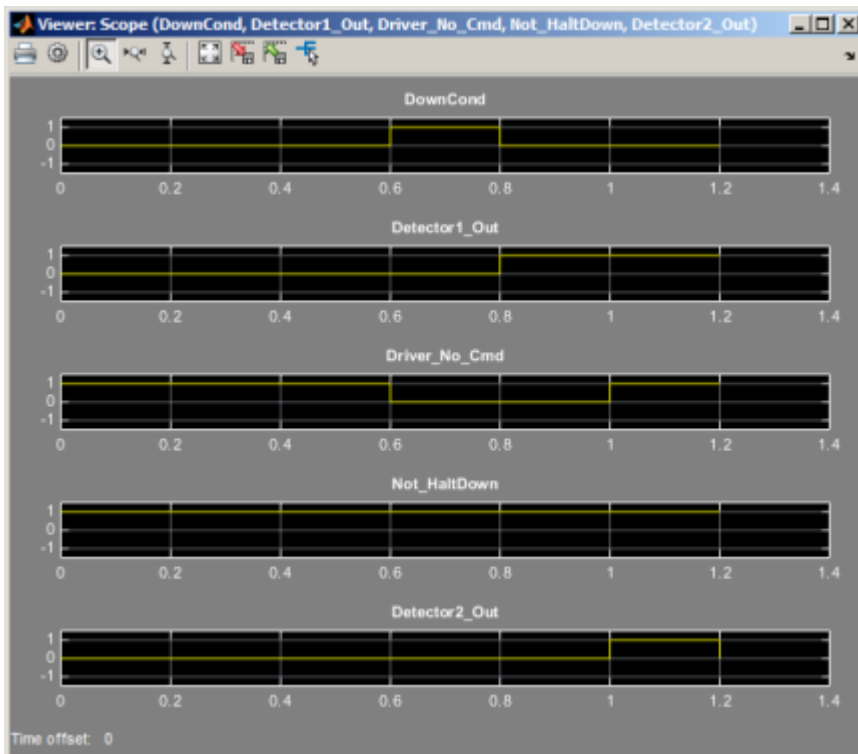 Viewer: Scope (DownCond, Detector1_Out, Driver_No_Cmd, Not_HaltDown, Detector2_Out)
DownCond
1
0
-1
0 0.2 0.4 0.6 0.8 1 1.2 1.4
Detector1_Out
1
0
-1
0 0.2 0.4 0.6 0.8 1 1.2 1.4
Driver_No_Cmd
1
0
-1
0 0.2 0.4 0.6 0.8 1 1.2 1.4
Not_HaltDown
1
0
-1
0 0.2 0.4 0.6 0.8 1 1.2 1.4
Detector2_Out
1
0
-1
0 0.2 0.4 0.6 0.8 1 1.2 1.4
Time offset: 0